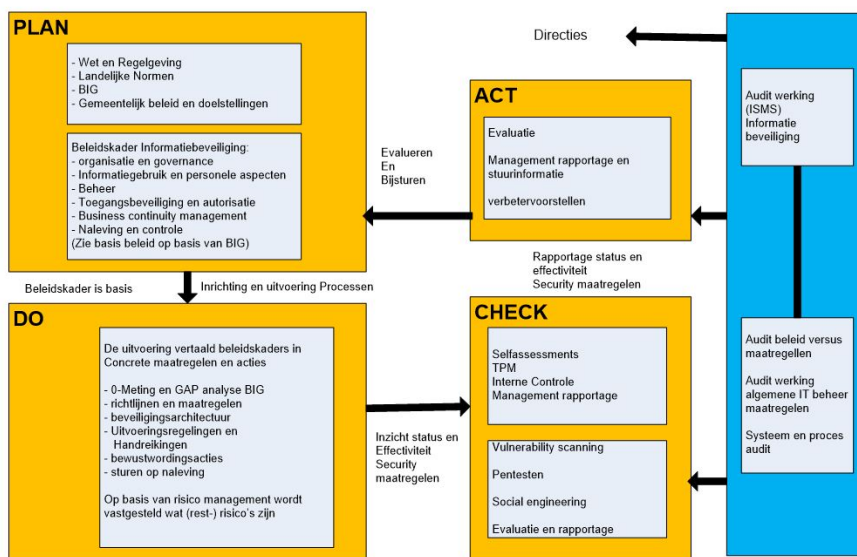 PLAN
- Wet en Regelgeving
- Landelijke Normen
- BIG
- Gemeentelijk beleid en doelstellingen
Beleidskader Informatiebeveiliging:
- organisatie en governance
- Informatiegebruik en personele aspecten
- Beheer
- Toegangsbeveiliging en autorisatie
- Business continuity management
- Naleving en controle
(Zie basis beleid op basis van BIG)
Evalueren
En
Bijsturen
Directies
ACT
Evaluatie
Management rapportage en
stuurinformatie
verbetervoorstellen
Audit werking
(ISMS)
Informatie
beveiliging
Beleidskader is basis
Inrichting en uitvoering Processen
Rapportage status en
effectiviteit
Security maatregelen
DO
De uitvoering vertaald beleidskaders in
Concrete maatregelen en acties
- 0-Meting en GAP analyse BIG
- richtlijnen en maatregelen
- beveiligingsarchitectuur
- Uitvoeringsregelingen en
Handreikingen
- bewustwordingsacties
- sturen op naleving
Op basis van risico management wordt
vastgesteld wat (rest-) risico's zijn
Inzicht status en
Effectiviteit
Security
maatregelen
CHECK
Selfassessments
TPM
Interne Controle
Management rapportage
Vulnerability scanning
Pentesten
Social engineering
Evaluatie en rapportage
Audit beleid versus
maatregellen
Audit werking
algemene IT beheer
maatregelen
Systeem en proces
audit